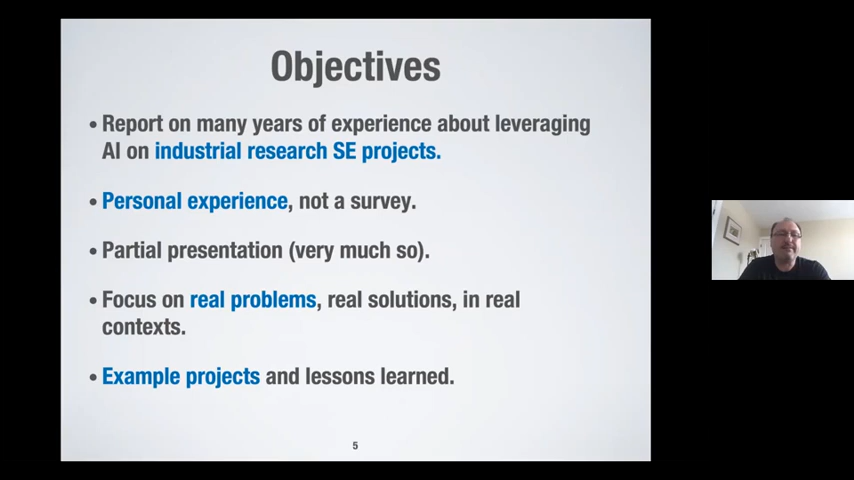 Objectives
• Report on many years of experience about leveraging
AI on industrial research SE projects.
• Personal experience, not a survey.
• Partial presentation (very much so).
• Focus on real problems, real solutions, in real
contexts.
• Example projects and lessons learned.
5